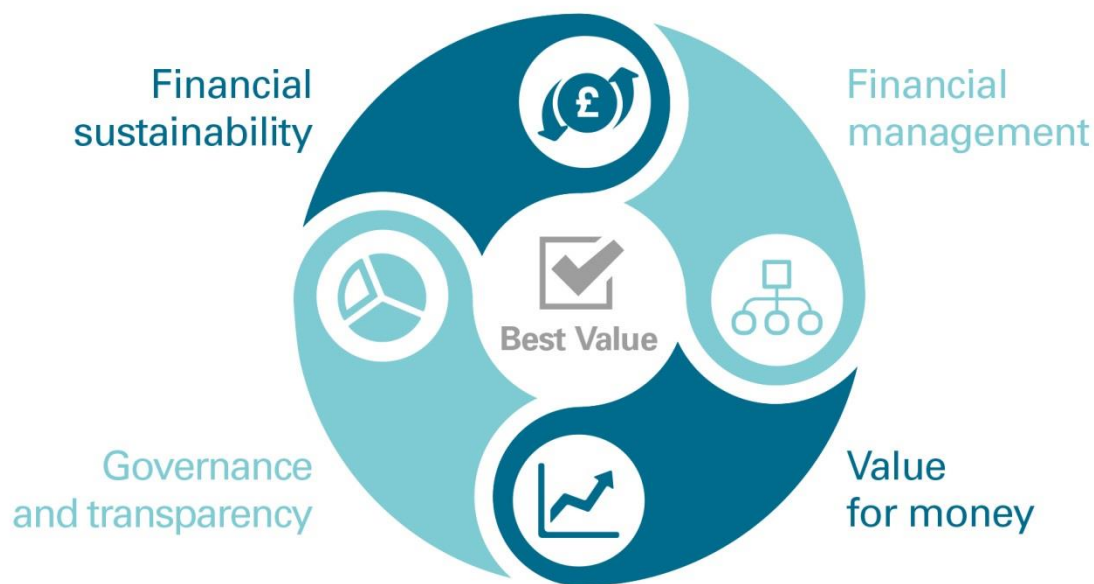 Financial
sustainability
Financial
management
£
Best Value
Governance
and transparency
Value
for money